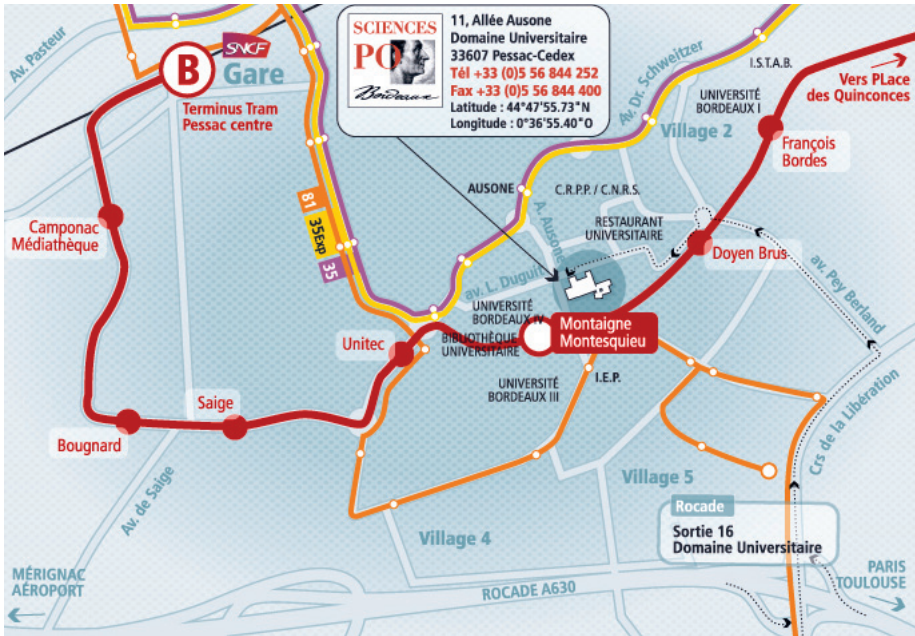 Av. Pasteur
B
SNCF
Gare
Terminus Tram
Pessac centre
SCIENCES
PO
Bordeaux
11, Allée Ausone
Domaine Universitaire
33607 Pessac-Cedex
Tél +33 (0)5 56 844 252
Fax +33 (0)5 56 844 400
Latitude : 44°47'55.73"N
Longitude : 0°36'55.40"O
Av. Dr. Schweitzer
I.S.T.A.B.
Vers PLace
des Quinconces
UNIVERSITÉ
BORDEAUX I
Village 2
François
Bordes
AUSONE
C.R.P.P. / C.N.R.S.
81
35Exp
35
A. Ausone
RESTAURANT
UNIVERSITAIRE
Camponac
Médiathèque
Doyen Brus
av. Pey Berland
av. L. Duguit
UNIVERSITÉ
BORDEAUX IV
Montaigne
Montesquieu
Unitec
BIBLIOTHÈQUE
UNIVERSITAIRE
I.E.P.
UNIVERSITÉ
BORDEAUX III
Crs de la Libération
Saige
Bougnard
Av. de Saige
Village 5
Village 4
Rocade
Sortie 16
Domaine Universitaire
MÉRIGNAC
AÉROPORT
ROCADE A630
PARIS
TOULOUSE